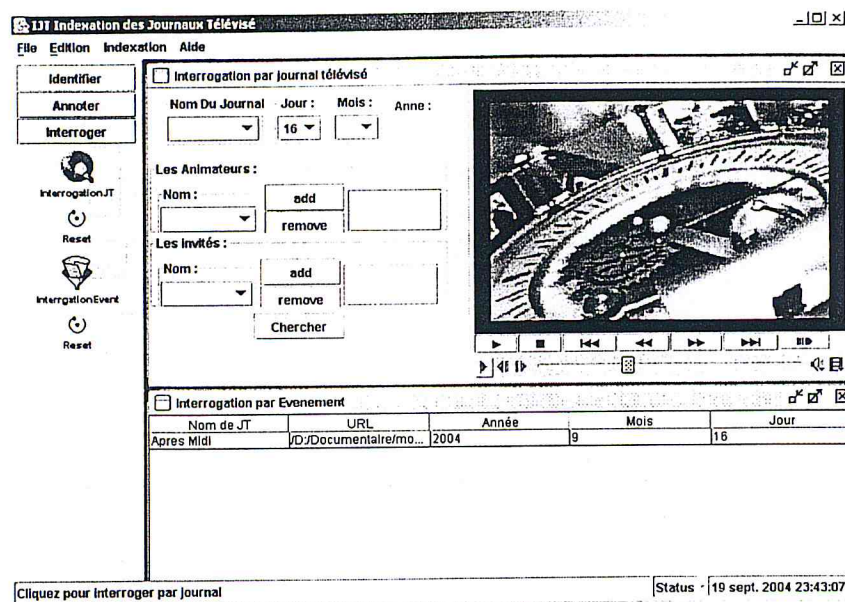 IJT Indexation des Journaux Télévisé
File Edition Indexation Aide
Identifier
Annoter
Interroger
InterrogationJT
Reset
InterrgationEvent
Reset
Interrogation par journal télévisé
Nom Du Journal Jour : Mois : Anne :
16
Les Animateurs :
Nom :
add
remove
Les invités :
Nom :
add
remove
Chercher
Interrogation par Evenement
Nom de JT URL Année Mois Jour
Apres Midi /D:/Documentaire/mo... 2004 9 16
Cliquez pour interroger par journal
Status - 19 sept. 2004 23:43:07